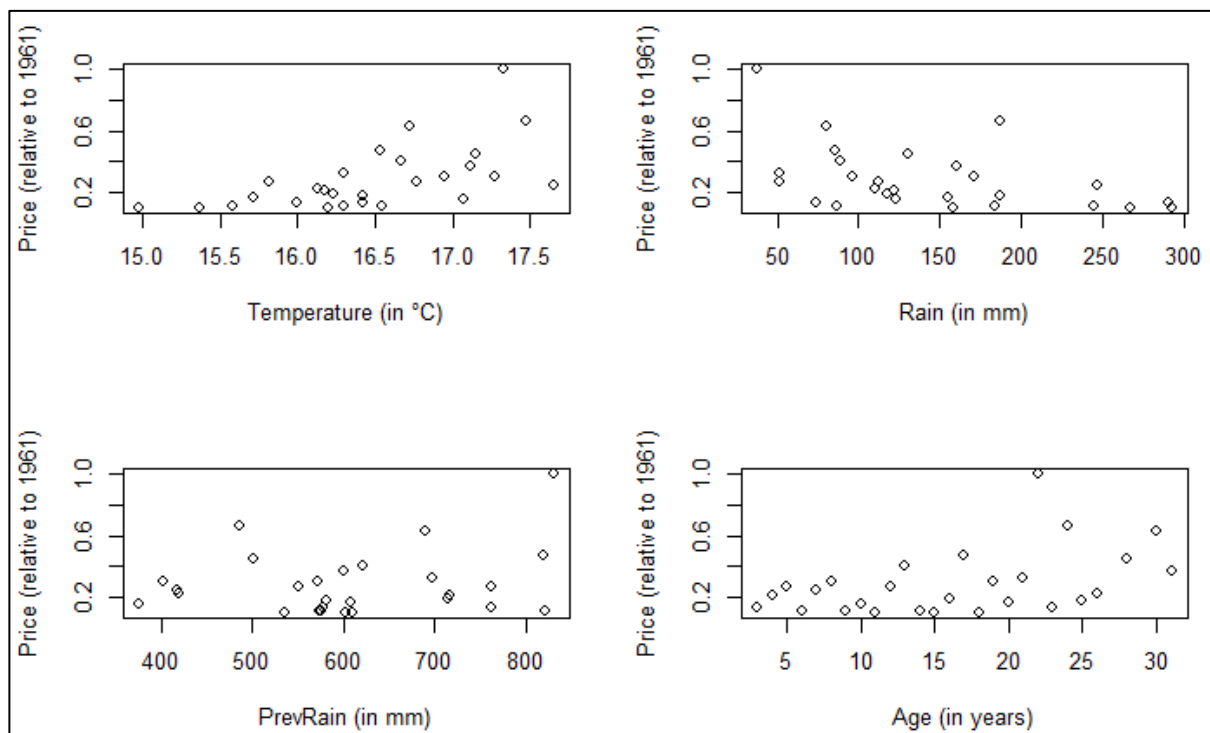 Price (relative to 1961)
1.0
0.6
0.2
15.0 15.5 16.0 16.5 17.0 17.5
Temperature (in °C)
Price (relative to 1961)
1.0
0.6
0.2
50 100 150 200 250 300
Rain (in mm)
Price (relative to 1961)
1.0
0.6
0.2
400 500 600 700 800
PrevRain (in mm)
Price (relative to 1961)
1.0
0.6
0.2
5 10 15 20 25 30
Age (in years)